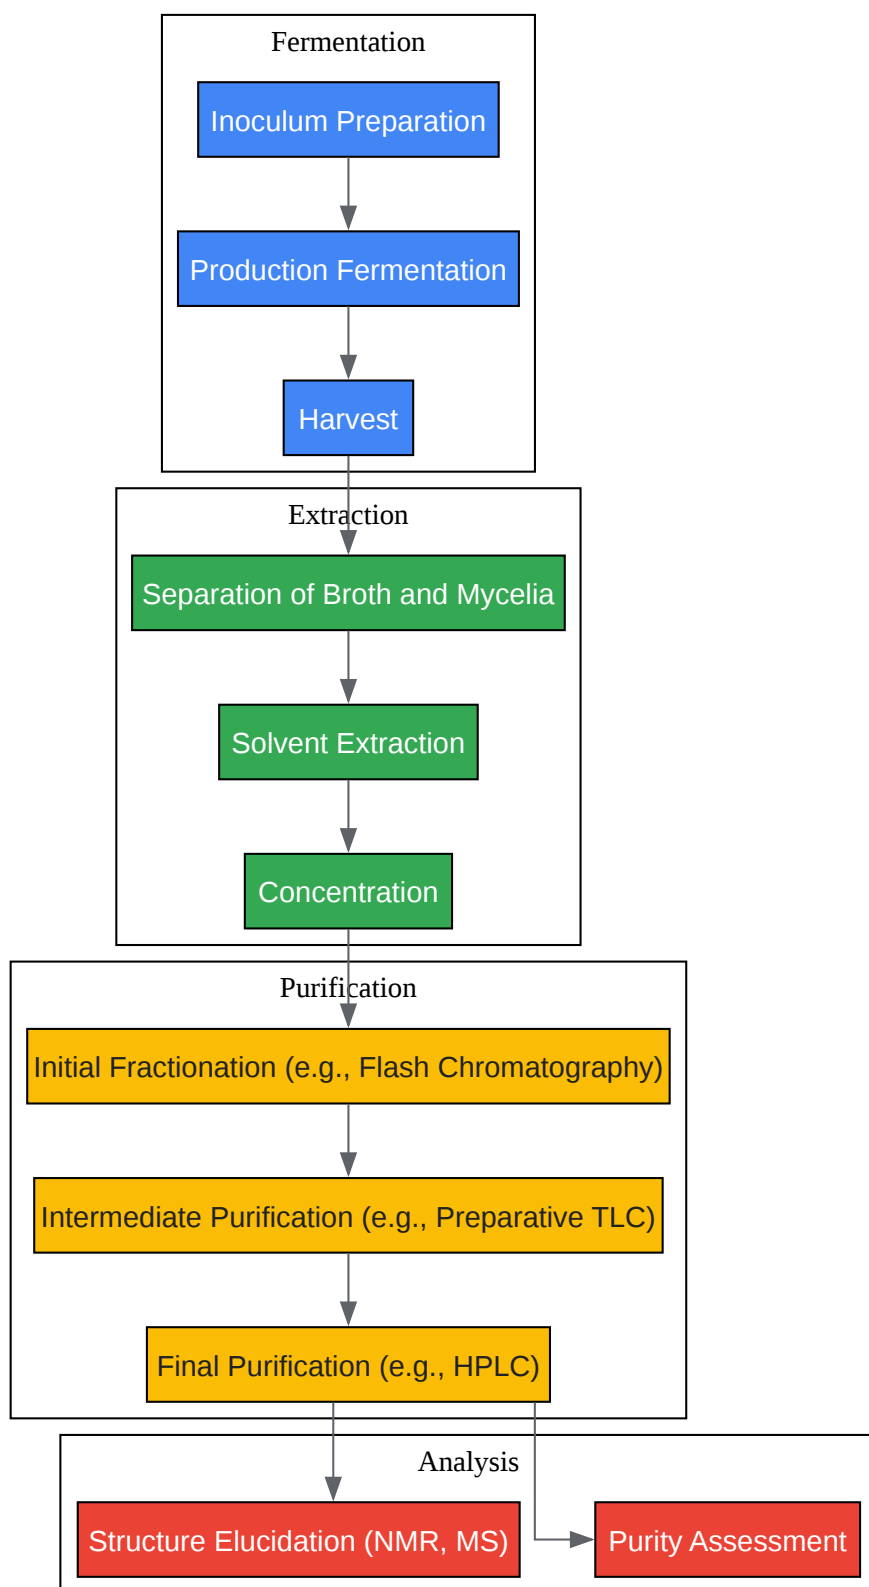 Fermentation
Inoculum Preparation
Production Fermentation
Harvest
Extraction
Separation of Broth and Mycelia
Solvent Extraction
Concentration
Purification
Initial Fractionation (e.g., Flash Chromatography)
Intermediate Purification (e.g., Preparative TLC)
Final Purification (e.g., HPLC)
Analysis
Structure Elucidation (NMR, MS)
Purity Assessment